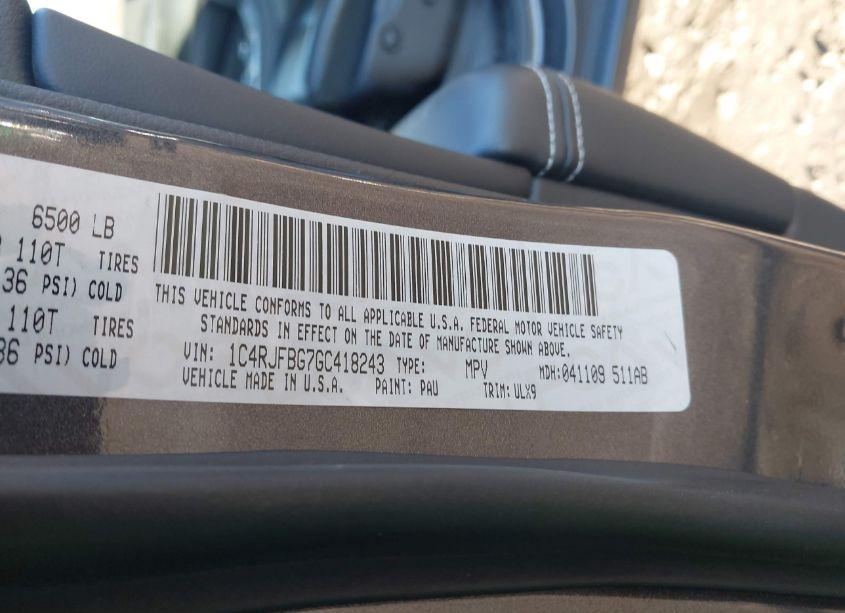 6500 LB
110T TIRES
36 PSI) COLD
110T TIRES
36 PSI) COLD
THIS VEHICLE CONFORMS TO ALL APPLICABLE U.S.A. FEDERAL MOTOR VEHICLE SAFETY
STANDARDS IN EFFECT ON THE DATE OF MANUFACTURE SHOWN ABOVE.
VIN: 1C4RJFBG7GC418243 TYPE: MPV MDH:041109 511AB
VEHICLE MADE IN U.S.A. PAINT: PAU TRIM:ULX9